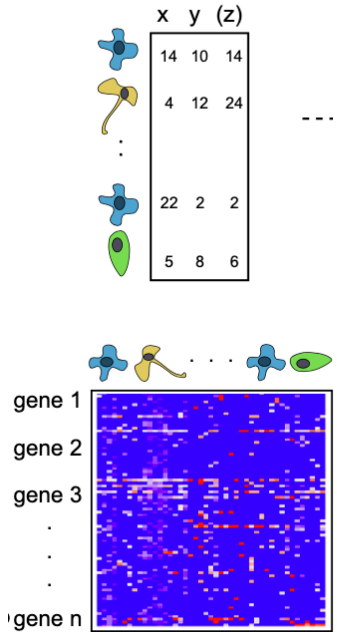 x y (z)
14 10 14
4 12 24
22 2 2
5 8 6
gene 1
gene 2
gene 3
gene n